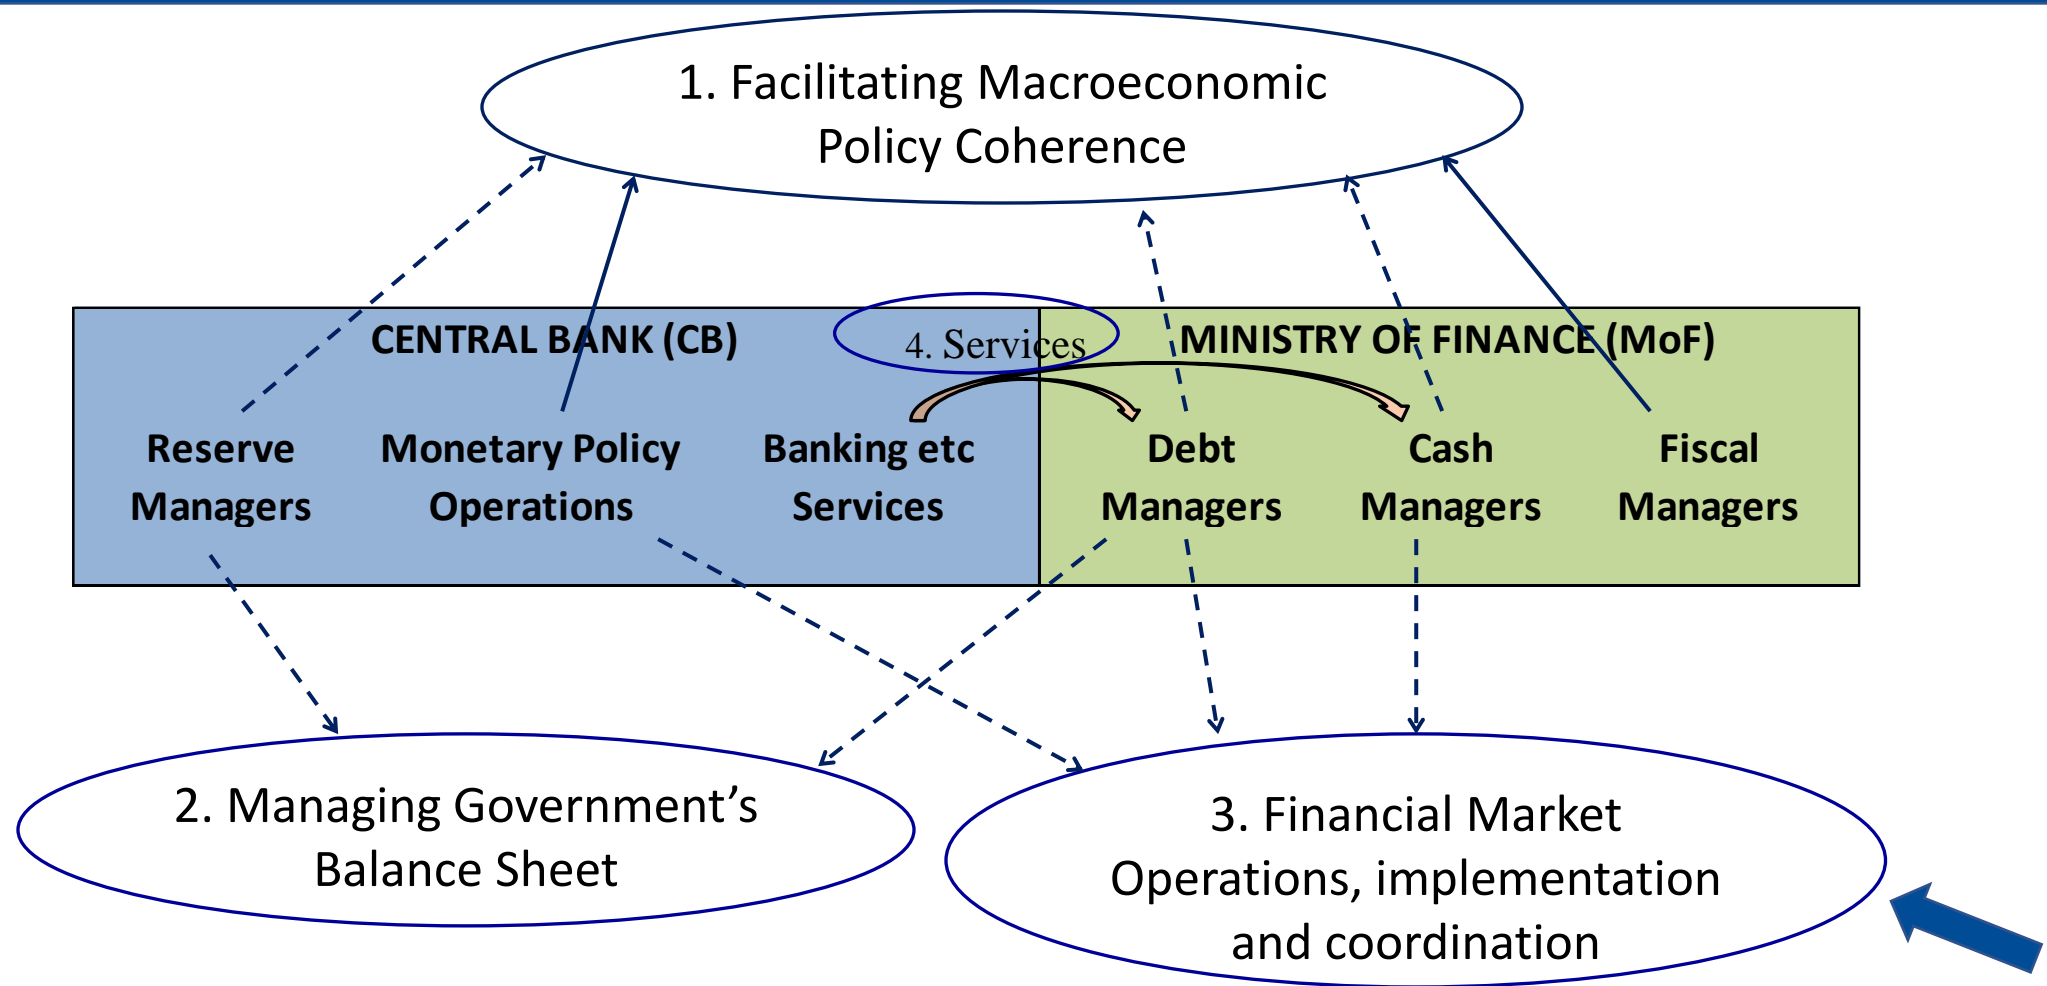 1. Facilitating Macroeconomic
Policy Coherence
CENTRAL BANK (CB)
4. Services
MINISTRY OF FINANCE (MoF)
Reserve
Managers
Monetary Policy
Operations
Banking etc
Services
Debt
Managers
Cash
Managers
Fiscal
Managers
2. Managing Government’s
Balance Sheet
3. Financial Market
Operations, implementation
and coordination